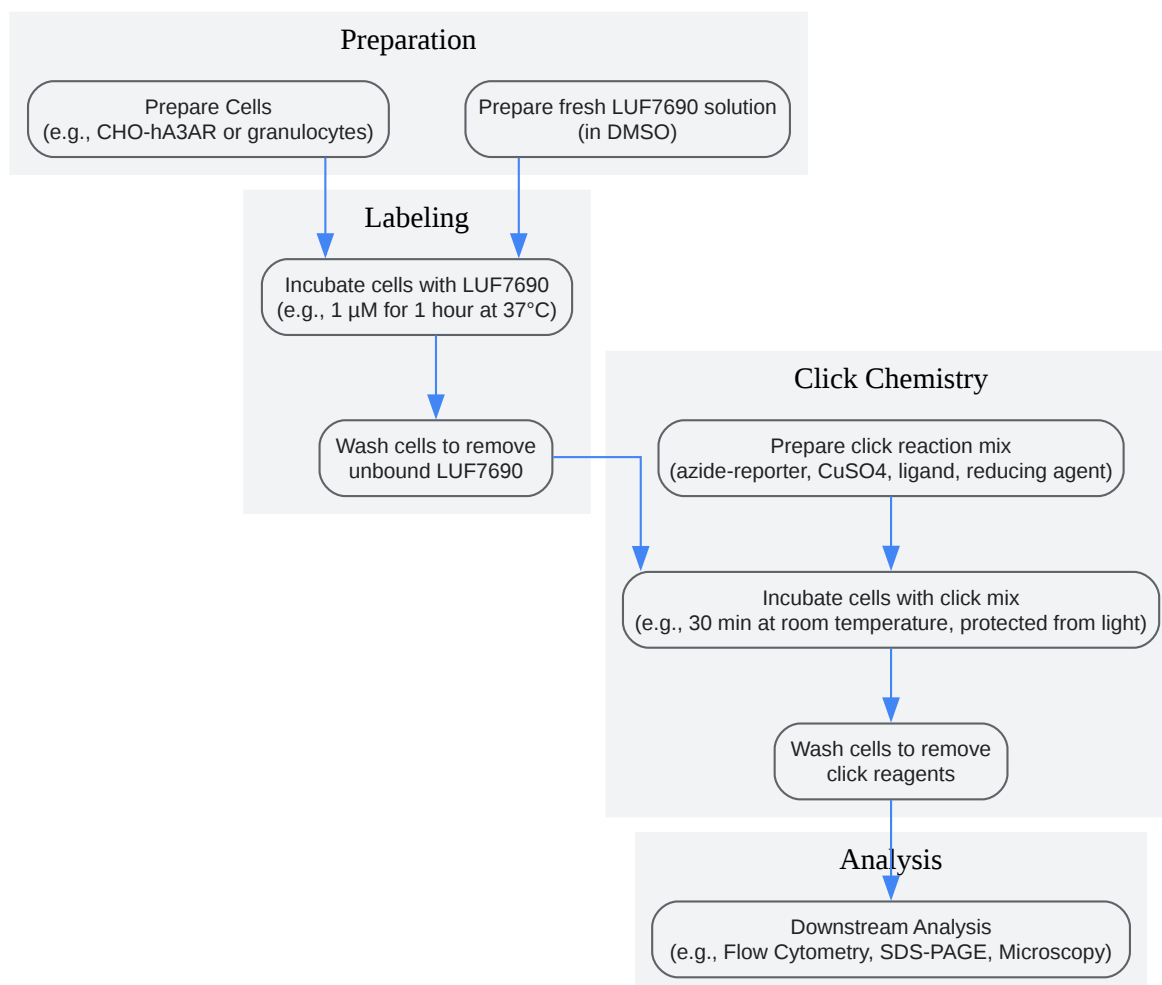 Preparation
Prepare Cells
(e.g., CHO-hA3AR or granulocytes)
Prepare fresh LUF7690 solution
(in DMSO)
Labeling
Incubate cells with LUF7690
(e.g., 1 µM for 1 hour at 37°C)
Wash cells to remove
unbound LUF7690
Click Chemistry
Prepare click reaction mix
(azide-reporter, CuSO4, ligand, reducing agent)
Incubate cells with click mix
(e.g., 30 min at room temperature, protected from light)
Wash cells to remove
click reagents
Analysis
Downstream Analysis
(e.g., Flow Cytometry, SDS-PAGE, Microscopy)